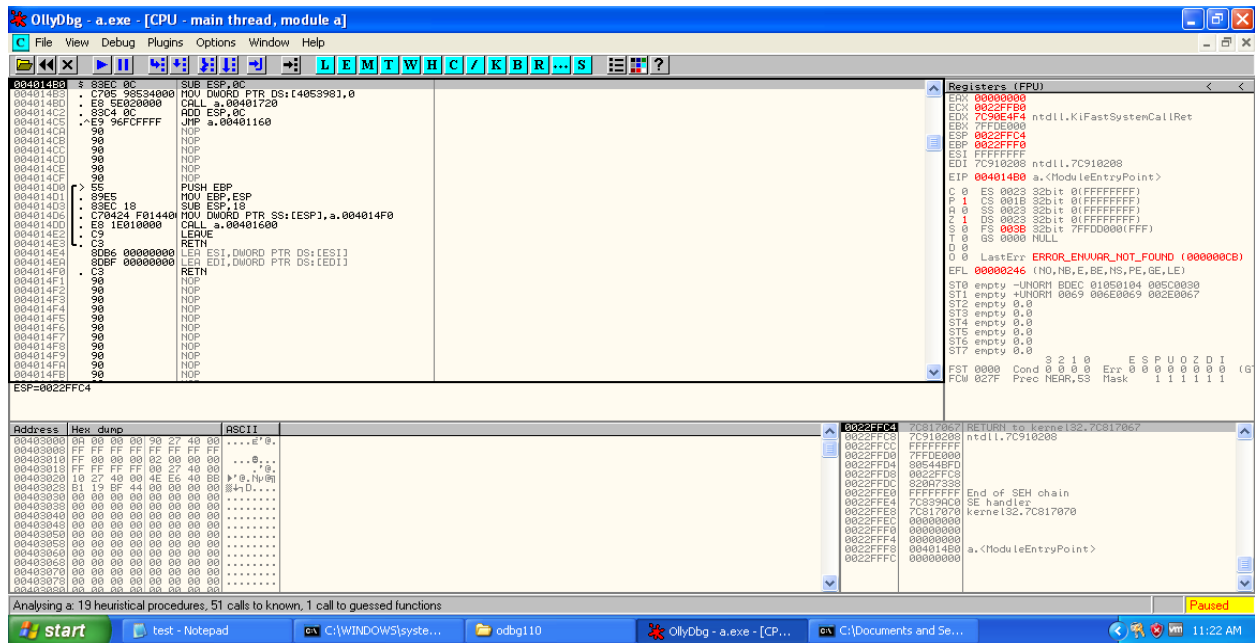 OllyDbg - a.exe - [CPU - main thread, module a]
C File View Debug Plugins Options Window Help
L E M T W H C / K B R ... S ?
004014B0 $ 83EC 0C SUB ESP,0C
004014B3 . C705 98534000 MOV DWORD PTR DS:[405398],0
004014BD . E8 5E020000 CALL a.00401720
004014C2 . 83C4 0C ADD ESP,0C
004014C5 .^E9 96FCFFFF JMP a.00401160
004014CA 90 NOP
004014CB 90 NOP
004014CC 90 NOP
004014CD 90 NOP
004014CE 90 NOP
004014CF 90 NOP
004014D0 > 55 PUSH EBP
004014D1 . 89E5 MOV EBP,ESP
004014D3 . 83EC 18 SUB ESP,18
004014D6 . C70424 F01440 MOV DWORD PTR SS:[ESP],a.004014F0
004014DD . E8 1E010000 CALL a.00401600
004014E2 . C9 LEAVE
004014E3 . C3 RETN
004014E4 8DB6 00000000 LEA ESI,DWORD PTR DS:[ESI]
004014EA 8DBF 00000000 LEA EDI,DWORD PTR DS:[EDI]
004014F0 . C3 RETN
004014F1 90 NOP
004014F2 90 NOP
004014F3 90 NOP
004014F4 90 NOP
004014F5 90 NOP
004014F6 90 NOP
004014F7 90 NOP
004014F8 90 NOP
004014F9 90 NOP
004014FA 90 NOP
004014FB 90 NOP
ESP=0022FFC4
Registers (FPU) < <
EAX 00000000
ECX 0022FFB0
EDX 7C90E4F4 ntdll.KiFastSystemCallRet
EBX 7FFDE000
ESP 0022FFC4
EBP 0022FFF0
ESI FFFFFFFF
EDI 7C910208 ntdll.7C910208
EIP 004014B0 a.<ModuleEntryPoint>
C 0 ES 0023 32bit 0(FFFFFFFF)
P 1 CS 001B 32bit 0(FFFFFFFF)
A 0 SS 0023 32bit 0(FFFFFFFF)
Z 1 DS 0023 32bit 0(FFFFFFFF)
S 0 FS 003B 32bit 7FFDD000(FFF)
T 0 GS 0000 NULL
D 0
O 0 LastErr ERROR_ENVVAR_NOT_FOUND (000000CB)
EFL 00000246 (NO,NB,E,BE,NS,PE,GE,LE)
ST0 empty -UNORM BDEC 01050104 005C0030
ST1 empty +UNORM 0069 006E0069 002E0067
ST2 empty 0.0
ST3 empty 0.0
ST4 empty 0.0
ST5 empty 0.0
ST6 empty 0.0
ST7 empty 0.0
3 2 1 0 E S P U O Z D I
FST 0000 Cond 0 0 0 0 Err 0 0 0 0 0 0 0 0 (G
FCW 027F Prec NEAR,53 Mask 1 1 1 1 1 1
Address Hex dump ASCII
00403000 0A 00 00 00 90 27 40 00 ....É'@.
00403008 FF FF FF FF FF FF FF FF
00403010 FF 00 00 00 02 00 00 00
00403018 FF FF FF FF 00 27 40 00
00403020 10 27 40 00 4E E6 40 BB
00403028 B1 19 BF 44 00 00 00 00
00403030 00 00 00 00 00 00 00 00 ........
00403038 00 00 00 00 00 00 00 00 ........
00403040 00 00 00 00 00 00 00 00 ........
00403048 00 00 00 00 00 00 00 00 ........
00403050 00 00 00 00 00 00 00 00 ........
00403058 00 00 00 00 00 00 00 00 ........
00403060 00 00 00 00 00 00 00 00 ........
00403068 00 00 00 00 00 00 00 00 ........
00403070 00 00 00 00 00 00 00 00 ........
00403078 00 00 00 00 00 00 00 00 ........
00403080 00 00 00 00 00 00 00 00
0022FFC4 7C817067 RETURN to kernel32.7C817067
0022FFC8 7C910208 ntdll.7C910208
0022FFCC FFFFFFFF
0022FFD0 7FFDE000
0022FFD4 80544BFD
0022FFD8 0022FFC8
0022FFDC 820A7338
0022FFE0 FFFFFFFF End of SEH chain
0022FFE4 7C839AC0 SE handler
0022FFE8 7C817070 kernel32.7C817070
0022FFEC 00000000
0022FFF0 00000000
0022FFF4 00000000
0022FFF8 004014B0 a.<ModuleEntryPoint>
0022FFFC 00000000
Analysing a: 19 heuristical procedures, 51 calls to known, 1 call to guessed functions
Paused
start
test - Notepad
C:\WINDOWS\syste...
odbg110
OllyDbg - a.exe - [CP...
C:\Documents and Se...
11:22 AM